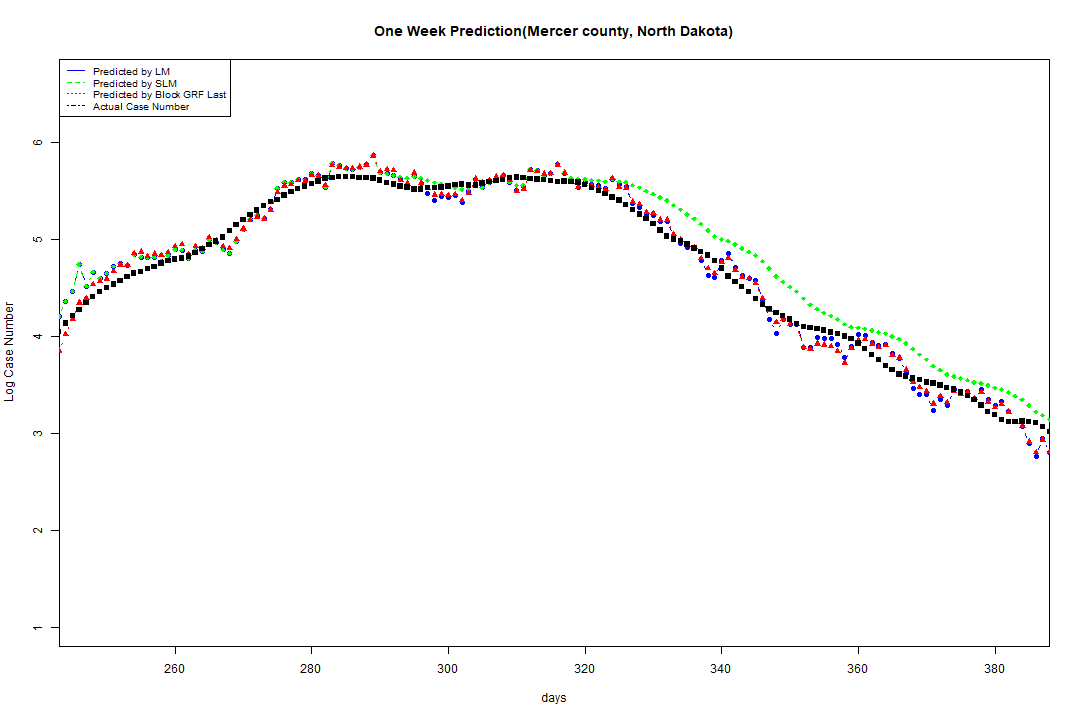 One Week Prediction(Mercer county, North Dakota)
Predicted by LM
Predicted by SLM
Predicted by Block GRF Last
Actual Case Number
6
5
4
3
2
1
Log Case Number
260 280 300 320 340 360 380
days